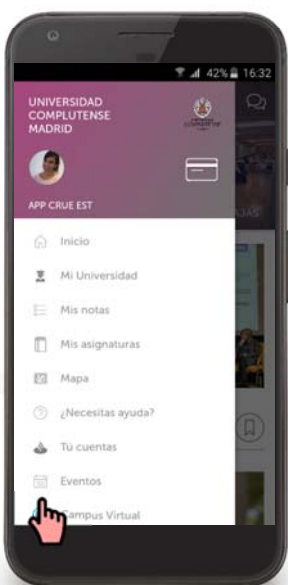 42% 16:32
UNIVERSIDAD
COMPLUTENSE
MADRID
APP CRUE EST
Inicio
Mi Universidad
Mis notas
Mis asignaturas
Mapa
¿Necesitas ayuda?
Tú cuentas
Eventos
Campus Virtual